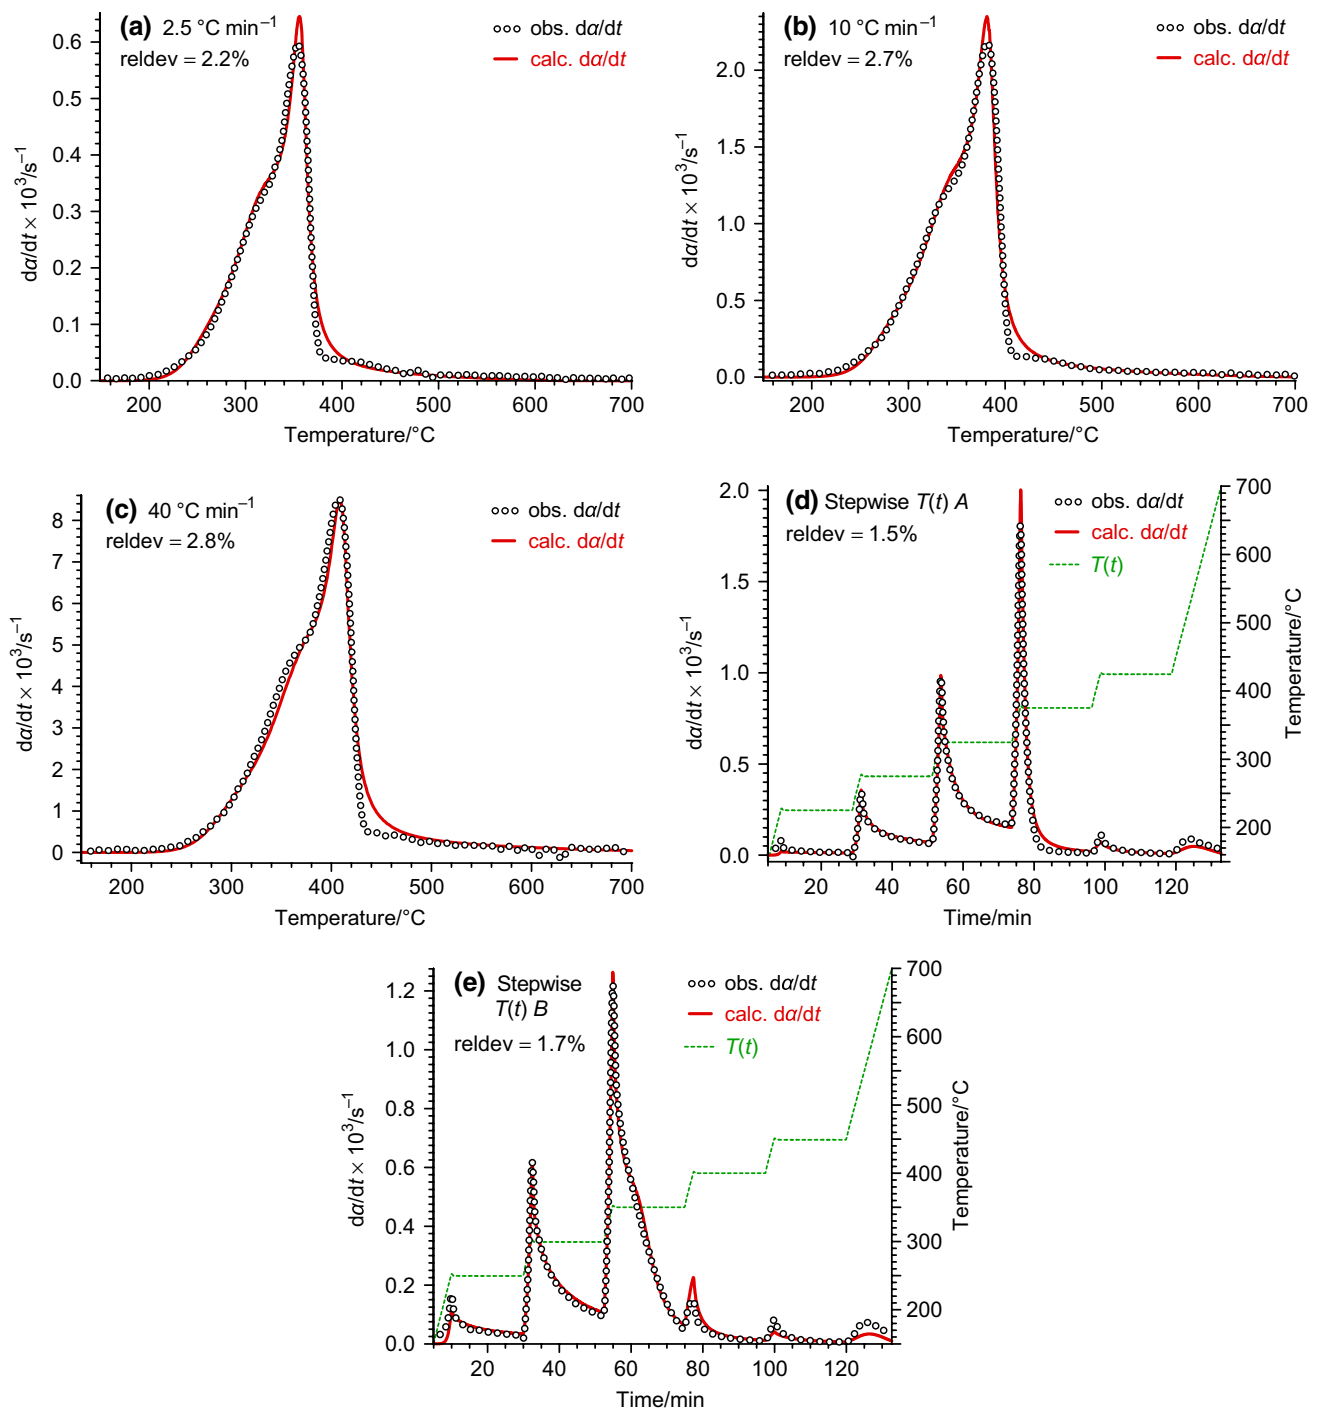 (a) 2.5 °C min⁻¹
reldev = 2.2%
obs. dα/dt
calc. dα/dt
0.6
0.5
0.4
0.3
0.2
0.1
0.0
dα/dt × 10³/s⁻¹
200 300 400 500 600 700
Temperature/°C
(b) 10 °C min⁻¹
reldev = 2.7%
obs. dα/dt
calc. dα/dt
2.0
1.5
1.0
0.5
0.0
dα/dt × 10³/s⁻¹
200 300 400 500 600 700
Temperature/°C
(c) 40 °C min⁻¹
reldev = 2.8%
obs. dα/dt
calc. dα/dt
8
7
6
5
4
3
2
1
0
dα/dt × 10³/s⁻¹
200 300 400 500 600 700
Temperature/°C
(d) Stepwise T(t) A
reldev = 1.5%
obs. dα/dt
calc. dα/dt
T(t)
2.0
1.5
1.0
0.5
0.0
dα/dt × 10³/s⁻¹
700
600
500
400
300
200
Temperature/°C
20 40 60 80 100 120
Time/min
(e) Stepwise
T(t) B
reldev = 1.7%
obs. dα/dt
calc. dα/dt
T(t)
1.2
1.0
0.8
0.6
0.4
0.2
0.0
dα/dt × 10³/s⁻¹
700
600
500
400
300
200
Temperature/°C
20 40 60 80 100 120
Time/min